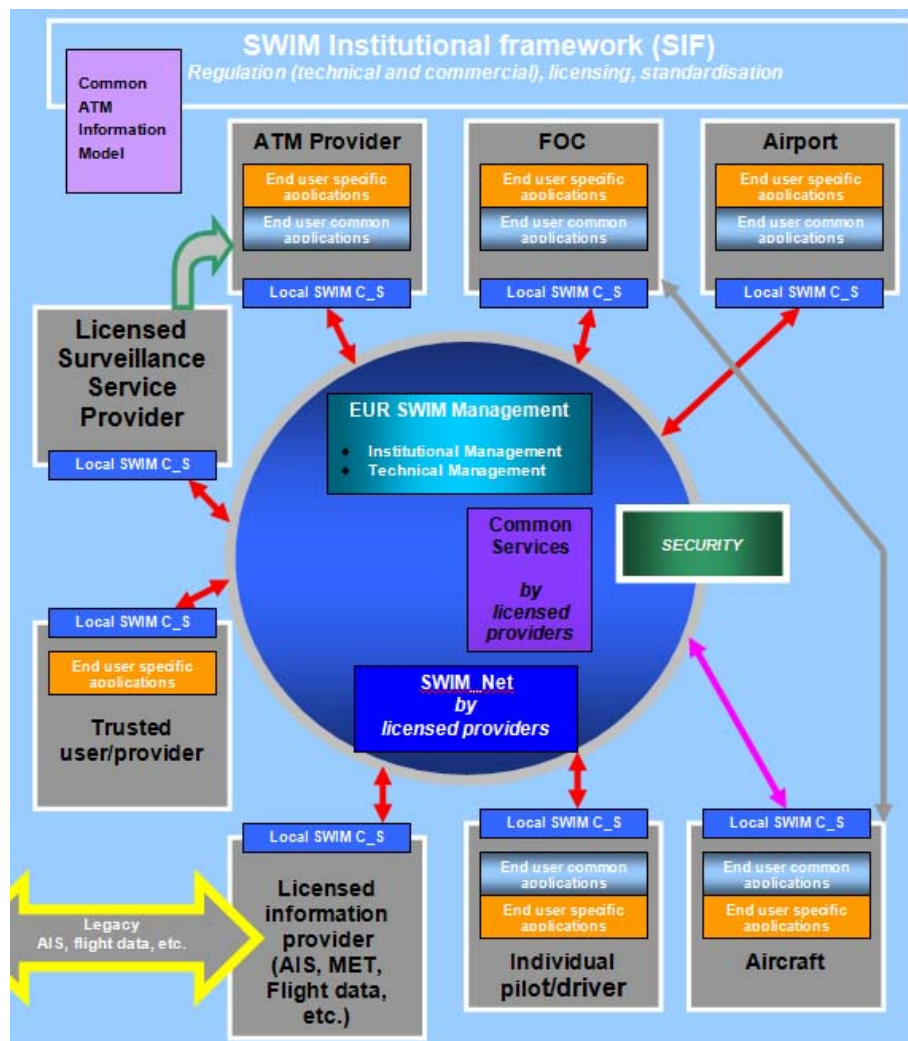 SWIM Institutional framework (SIF)
Regulation (technical and commercial), licensing, standardisation
Common
ATM
Information
Model
ATM Provider
End user specific
applications
End user common
applications
Local SWIM C_S
FOC
End user specific
applications
End user common
applications
Local SWIM C_S
Airport
End user specific
applications
End user common
applications
Local SWIM C_S
Licensed
Surveillance
Service
Provider
Local SWIM C_S
EUR SWIM Management
◆ Institutional Management
◆ Technical Management
Common
Services
by
licensed
providers
SECURITY
SWIM_Net
by
licensed providers
Local SWIM C_S
End user specific
applications
Trusted
user/provider
Legacy
AIS, flight data, etc.
Local SWIM C_S
Licensed
information
provider
(AIS, MET,
Flight data,
etc.)
Local SWIM C_S
End user common
applications
End user specific
applications
Individual
pilot/driver
Local SWIM C_S
End user common
applications
End user specific
applications
Aircraft